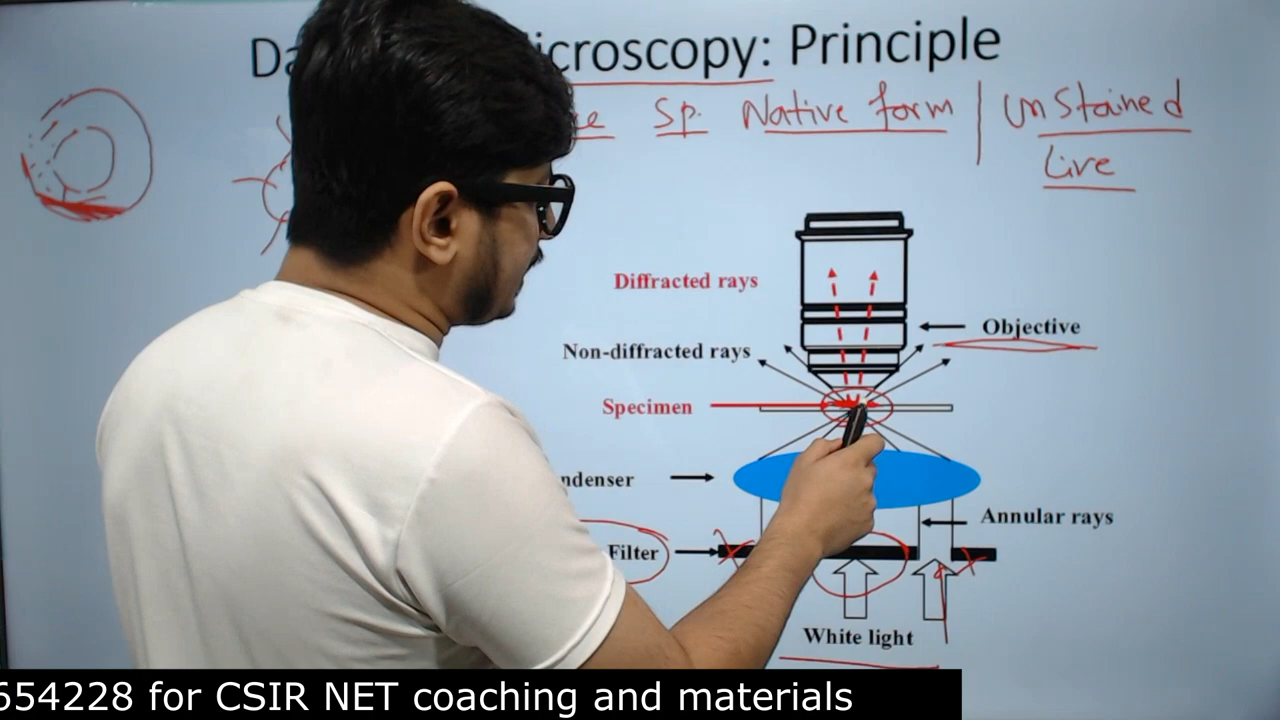 croscopy: Principle
Sp. Native form | Unstained
Live
Diffracted rays
Objective
Non-diffracted rays
Specimen
ndenser
Annular rays
Filter
White light
654228 for CSIR NET coaching and materials